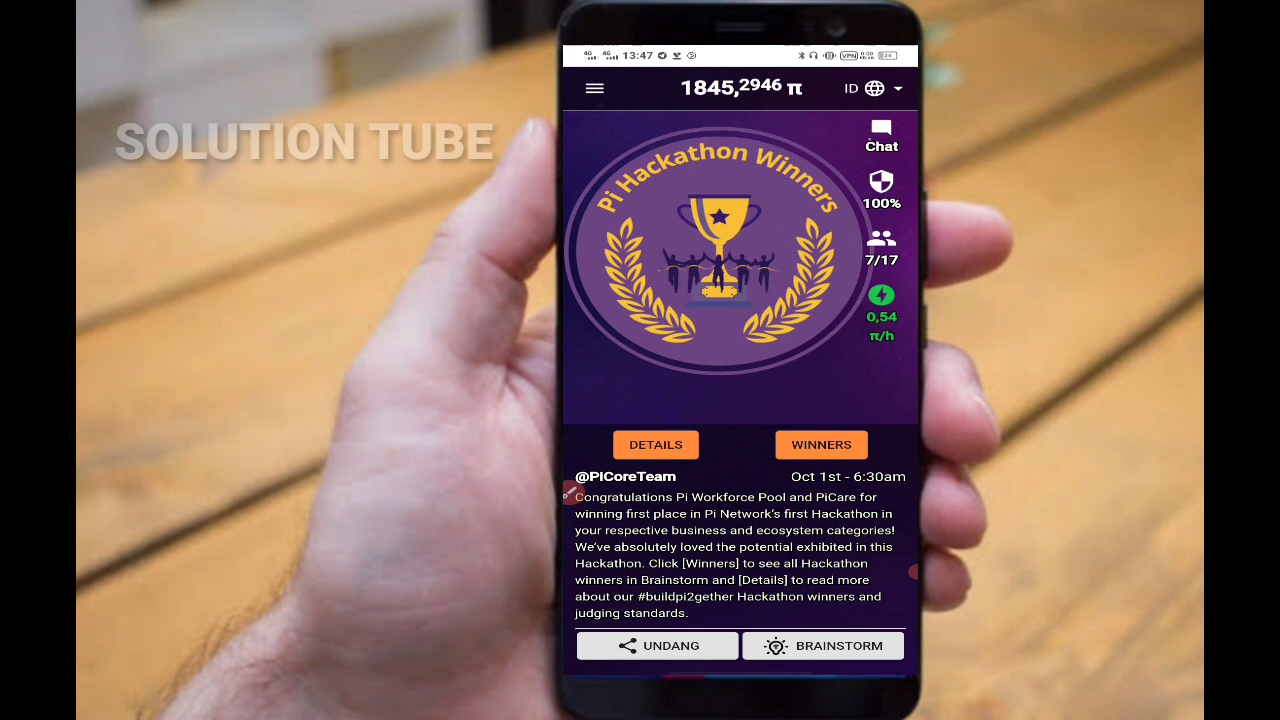 SOLUTION TUBE
4G 4G 13:47
VPN
24
1845,2946 π
ID
Chat
100%
7/17
0,54
π/h
Pi Hackathon Winners
DETAILS
WINNERS
@PiCoreTeam
Oct 1st - 6:30am
Congratulations Pi Workforce Pool and PiCare for
winning first place in Pi Network's first Hackathon in
your respective business and ecosystem categories!
We've absolutely loved the potential exhibited in this
Hackathon. Click [Winners] to see all Hackathon
winners in Brainstorm and [Details] to read more
about our #buildpi2gether Hackathon winners and
judging standards.
UNDANG
BRAINSTORM